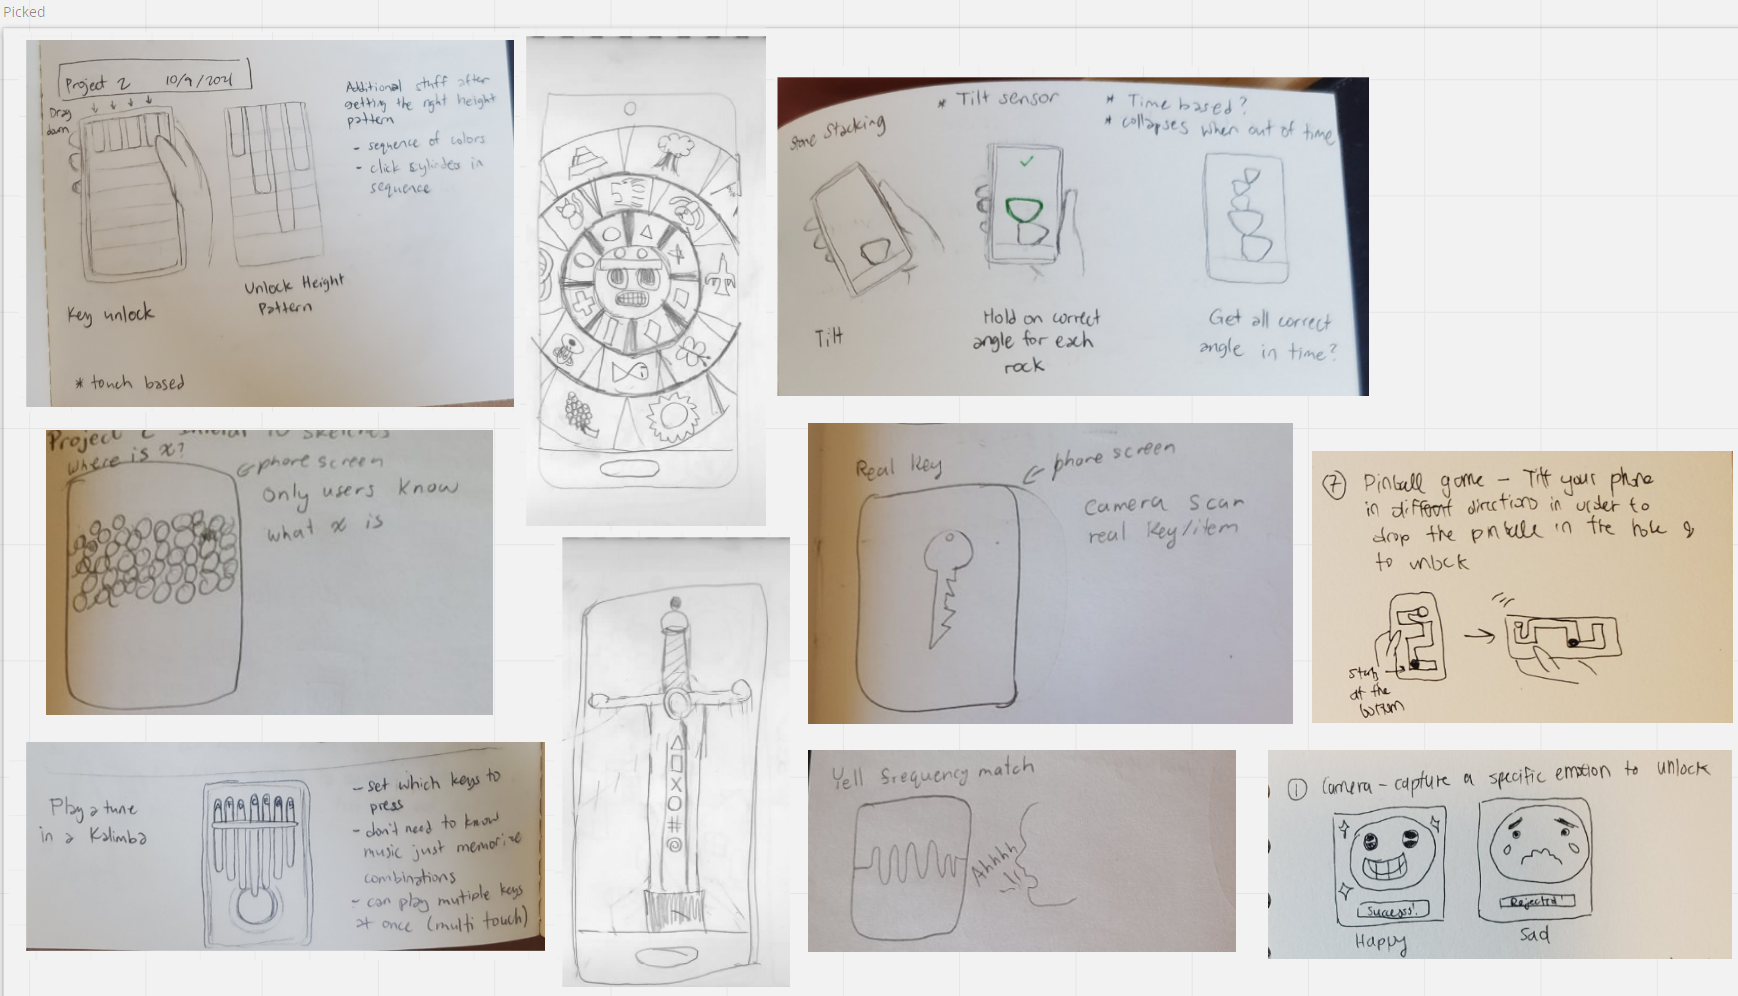 Picked
Project 2 10/9/2021
Drag
down
Additional stuff after
getting the right height
pattern
- sequence of colors
- click cylinder in
sequence
Key unlock
Unlock Height
Pattern
* touch based
Stone Stacking
* Tilt sensor
* Time based?
* collapses when out of time
Tilt
Hold on correct
angle for each
rock
Get all correct
angle in time?
Project 2
sketches
where is x?
phone screen
only users know
what x is
Real key
phone screen
camera scan
real key/item
7 Pinball game - Tilt your phone
in different directions in order to
drop the pinball in the hole &
to unlock
start
at the
bottom
Play a tune
in a Kalimba
- set which keys to
press
- don't need to know
music just memorize
combinations
- can play mutiple keys
at once (multi touch)
△
□
X
O
#
@
Yell frequency match
Ahhhh
1 Camera - capture a specific emotion to unlock
Success!
Rejected!
Happy
Sad